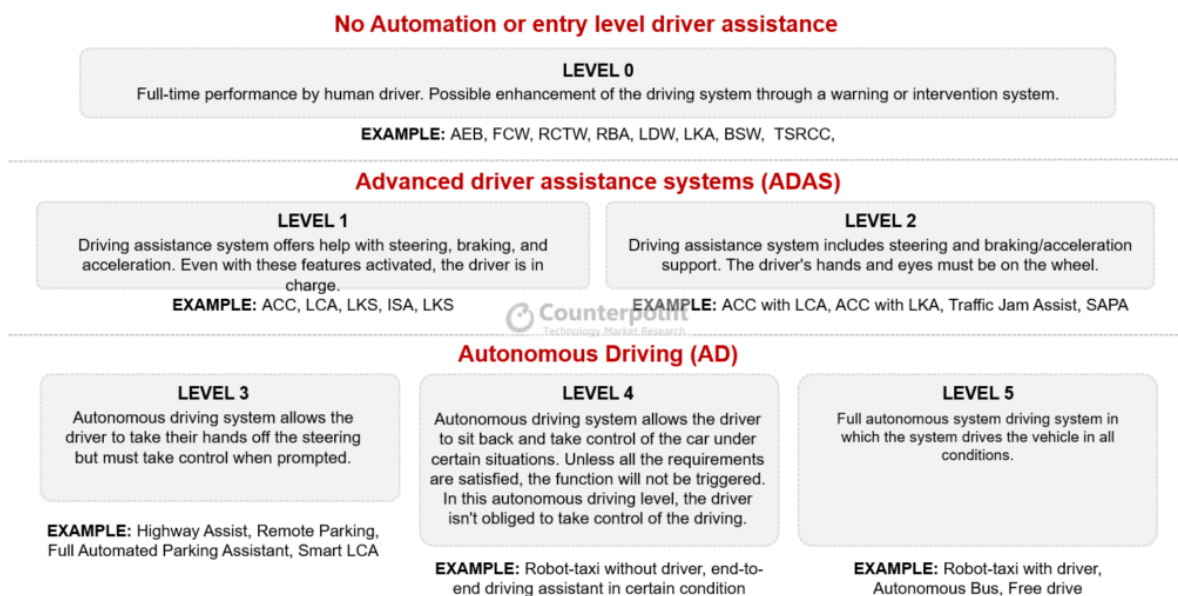 No Automation or entry level driver assistance
LEVEL 0
Full-time performance by human driver. Possible enhancement of the driving system through a warning or intervention system.
EXAMPLE: AEB, FCW, RCTW, RBA, LDW, LKA, BSW, TSRCC,
Advanced driver assistance systems (ADAS)
LEVEL 1
Driving assistance system offers help with steering, braking, and
acceleration. Even with these features activated, the driver is in
charge.
EXAMPLE: ACC, LCA, LKS, ISA, LKS
LEVEL 2
Driving assistance system includes steering and braking/acceleration
support. The driver's hands and eyes must be on the wheel.
EXAMPLE: ACC with LCA, ACC with LKA, Traffic Jam Assist, SAPA
Counterpoint
Technology Market Research
Autonomous Driving (AD)
LEVEL 3
Autonomous driving system allows the
driver to take their hands off the steering
but must take control when prompted.
EXAMPLE: Highway Assist, Remote Parking,
Full Automated Parking Assistant, Smart LCA
LEVEL 4
Autonomous driving system allows the driver
to sit back and take control of the car under
certain situations. Unless all the requirements
are satisfied, the function will not be triggered.
In this autonomous driving level, the driver
isn't obliged to take control of the driving.
EXAMPLE: Robot-taxi without driver, end-to-
end driving assistant in certain condition
LEVEL 5
Full autonomous system driving system in
which the system drives the vehicle in all
conditions.
EXAMPLE: Robot-taxi with driver,
Autonomous Bus, Free drive